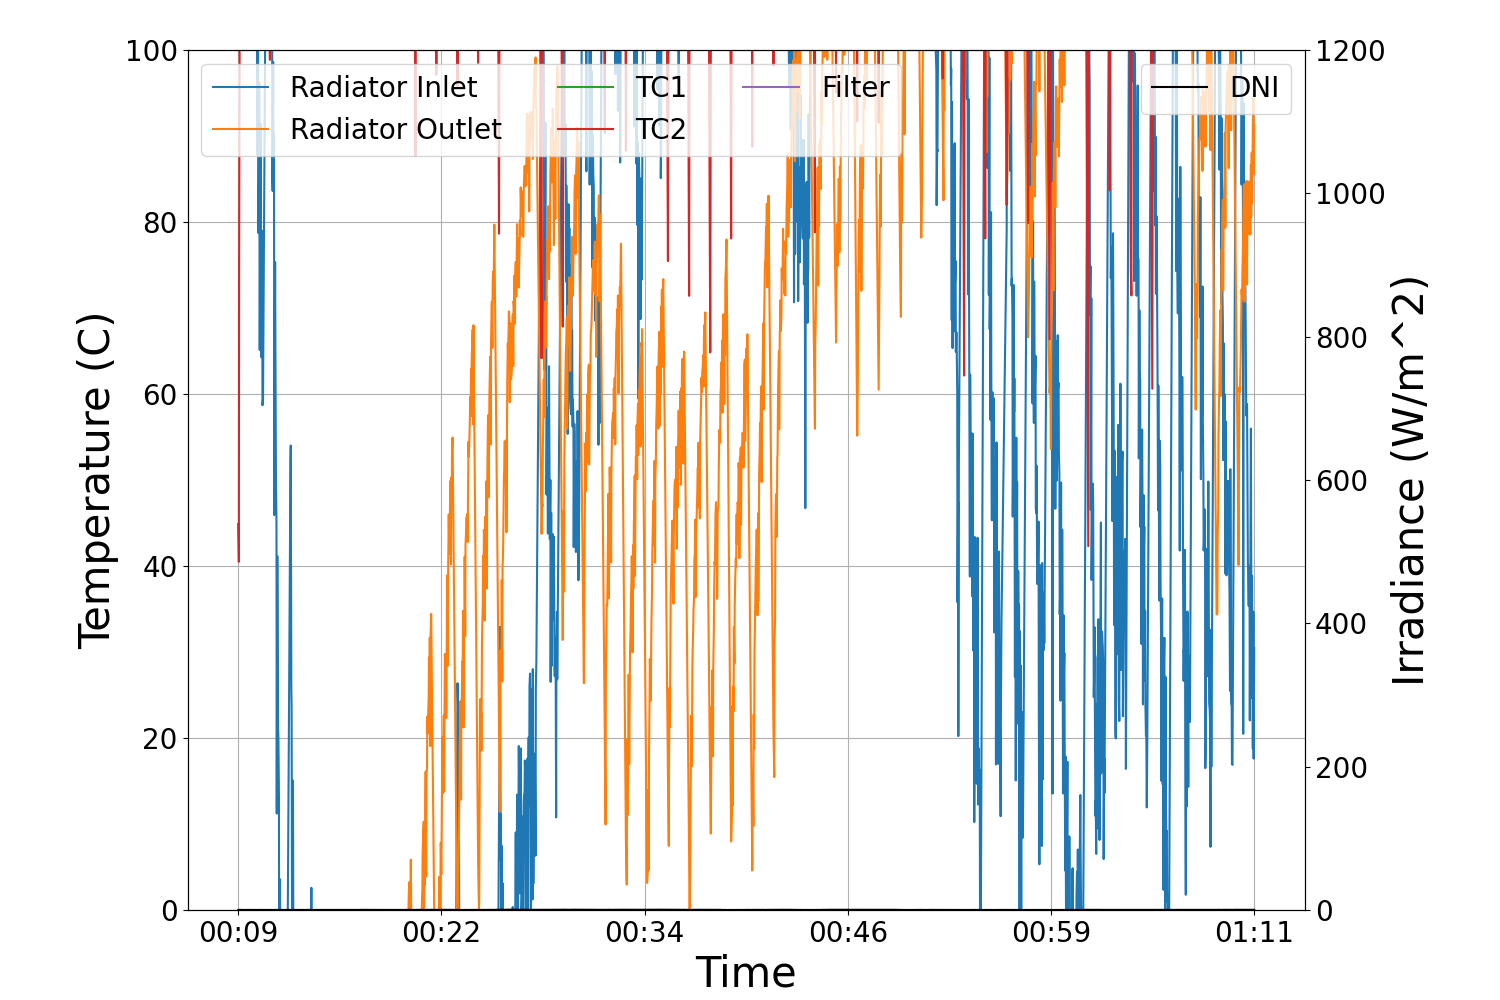 100
80
60
40
20
0
Temperature (C)
Radiator Inlet
Radiator Outlet
TC1
TC2
Filter
DNI
1200
1000
800
600
400
200
0
Irradiance (W/m^2)
00:09
00:22
00:34
00:46
00:59
01:11
Time